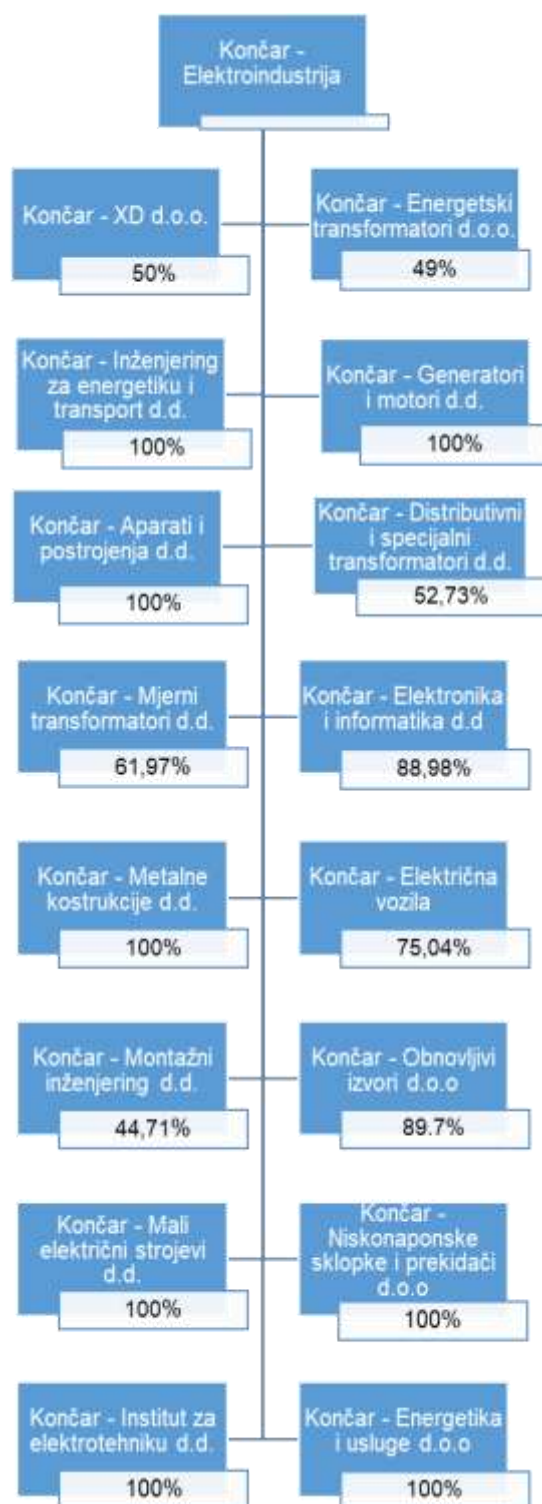 Končar -
Elektroindustrija
Končar - XD d.o.o.
50%
Končar - Energetski
transformatori d.o.o.
49%
Končar - Inženjering
za energetiku i
transport d.d.
100%
Končar - Generatori
i motori d.d.
100%
Končar - Aparati i
postrojenja d.d.
100%
Končar - Distributivni
i specijalni
transformatori d.d.
52,73%
Končar - Mjerni
transformatori d.d.
61,97%
Končar - Elektronika
i informatika d.d
88,98%
Končar - Metalne
kostrukcije d.d.
100%
Končar - Električna
vozila
75,04%
Končar - Montažni
inženjering d.d.
44,71%
Končar - Obnovljivi
izvori d.o.o
89.7%
Končar - Mali
električni strojevi
d.d.
100%
Končar -
Niskonaponske
sklopke i prekidači
d.o.o
100%
Končar - Institut za
elektrotehniku d.d.
100%
Končar - Energetika
i usluge d.o.o
100%